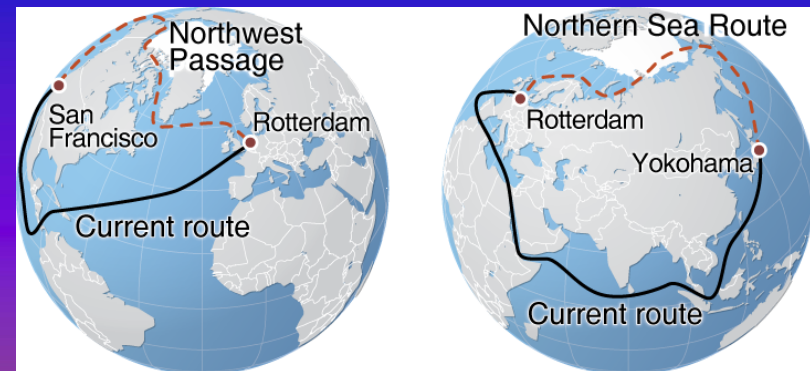 Northwest
Passage
San
Francisco
Rotterdam
Current route
Northern Sea Route
Rotterdam
Yokohama
Current route